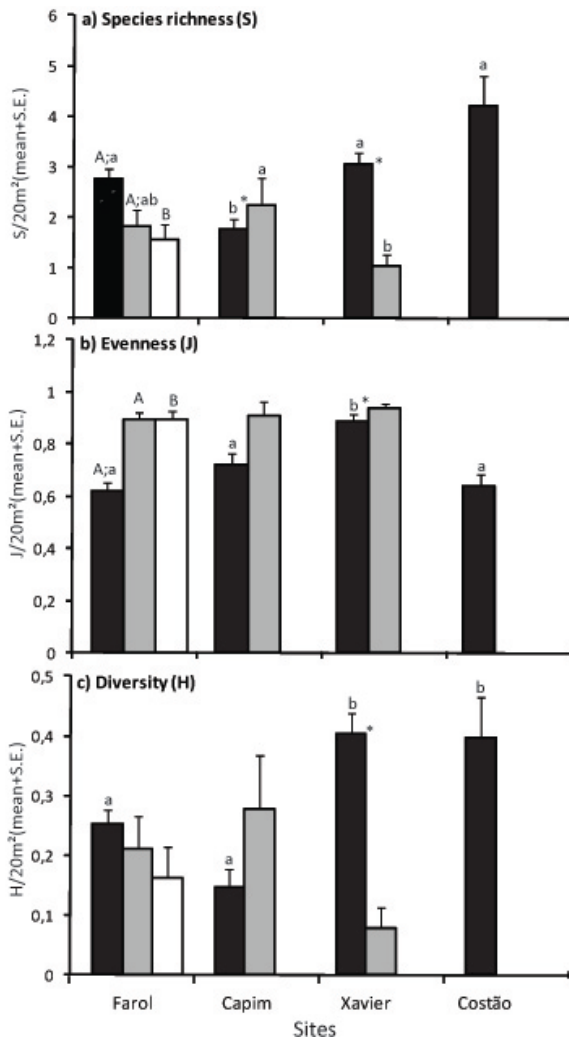 a) Species richness (S)
S/20m²(mean+S.E.)
6
5
4
3
2
1
0
A;a
A;ab
B
b
*
a
a
*
b
a
b) Evenness (J)
J/20m²(mean+S.E.)
1,2
1
0,8
0,6
0,4
0,2
0
A;a
A
B
a
b
*
a
c) Diversity (H)
H/20m²(mean+S.E.)
0,5
0,4
0,3
0,2
0,1
0
a
a
b
*
b
Farol Capim Xavier Costão
Sites